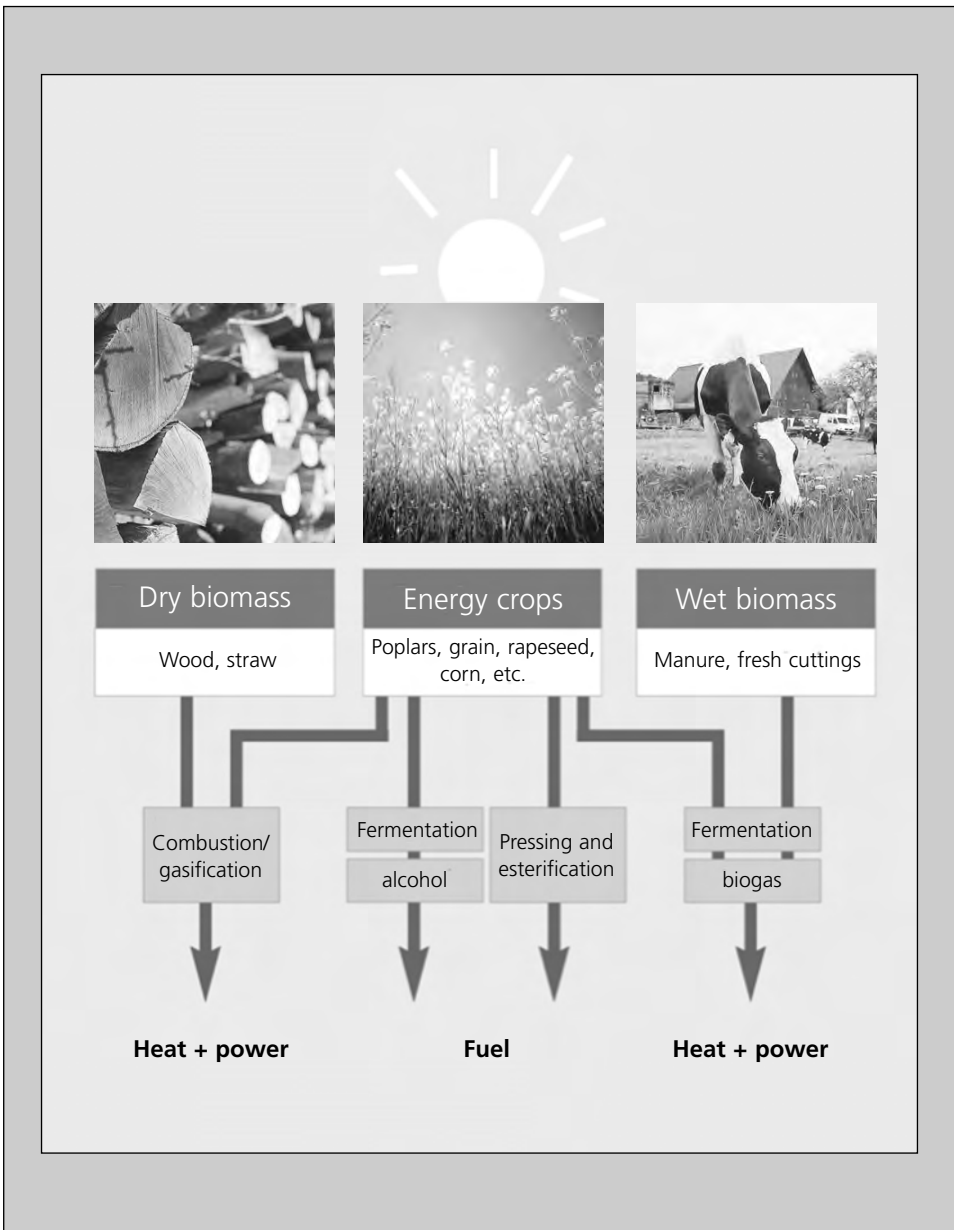 Dry biomass
Wood, straw
Energy crops
Poplars, grain, rapeseed,
corn, etc.
Wet biomass
Manure, fresh cuttings
Combustion/
gasification
Fermentation
alcohol
Pressing and
esterification
Fermentation
biogas
Heat + power
Fuel
Heat + power